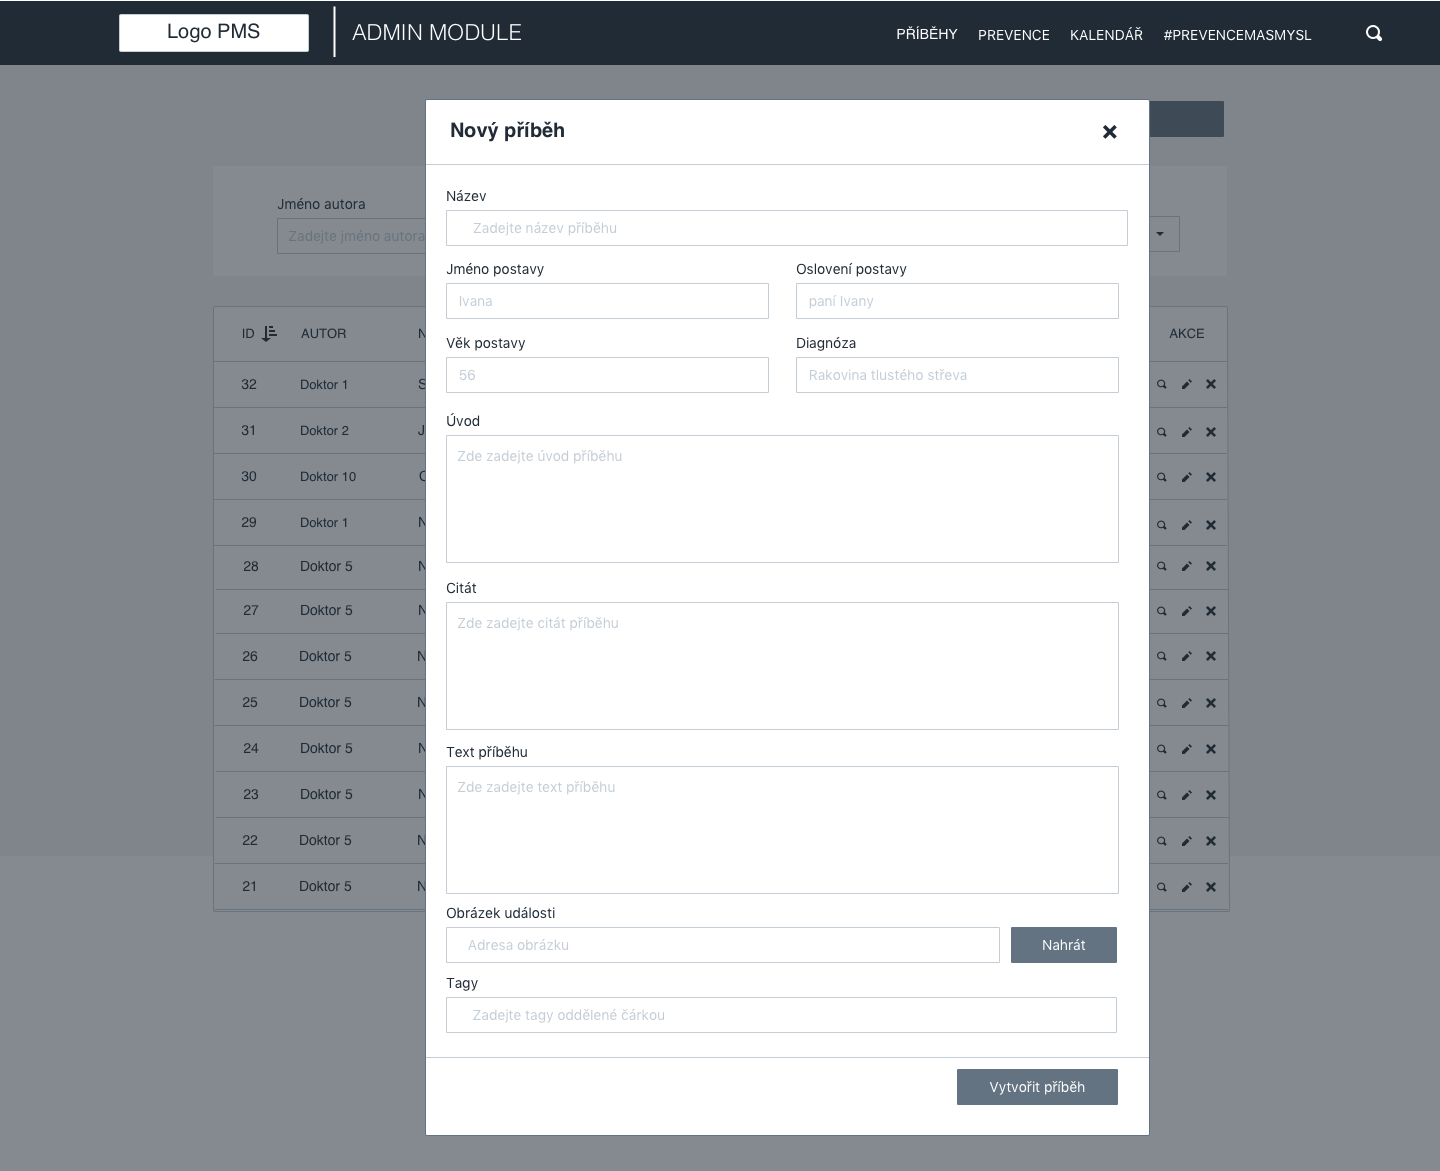 Logo PMS
ADMIN MODULE
PŘÍBĚHY
PREVENCE
KALENDÁŘ
#PREVENCEMASMYSL
Nový příběh
Název
Zadejte název příběhu
Jméno postavy
Oslovení postavy
Ivana
paní Ivany
Věk postavy
Diagnóza
56
Rakovina tlustého střeva
Úvod
Zde zadejte úvod příběhu
Citát
Zde zadejte citát příběhu
Text příběhu
Zde zadejte text příběhu
Obrázek události
Adresa obrázku
Nahrát
Tagy
Zadejte tagy oddělené čárkou
Vytvořit příběh
Jméno autora
Zadejte jméno autora
ID
AUTOR
AKCE
32
Doktor 1
31
Doktor 2
30
Doktor 10
29
Doktor 1
28
Doktor 5
27
Doktor 5
26
Doktor 5
25
Doktor 5
24
Doktor 5
23
Doktor 5
22
Doktor 5
21
Doktor 5